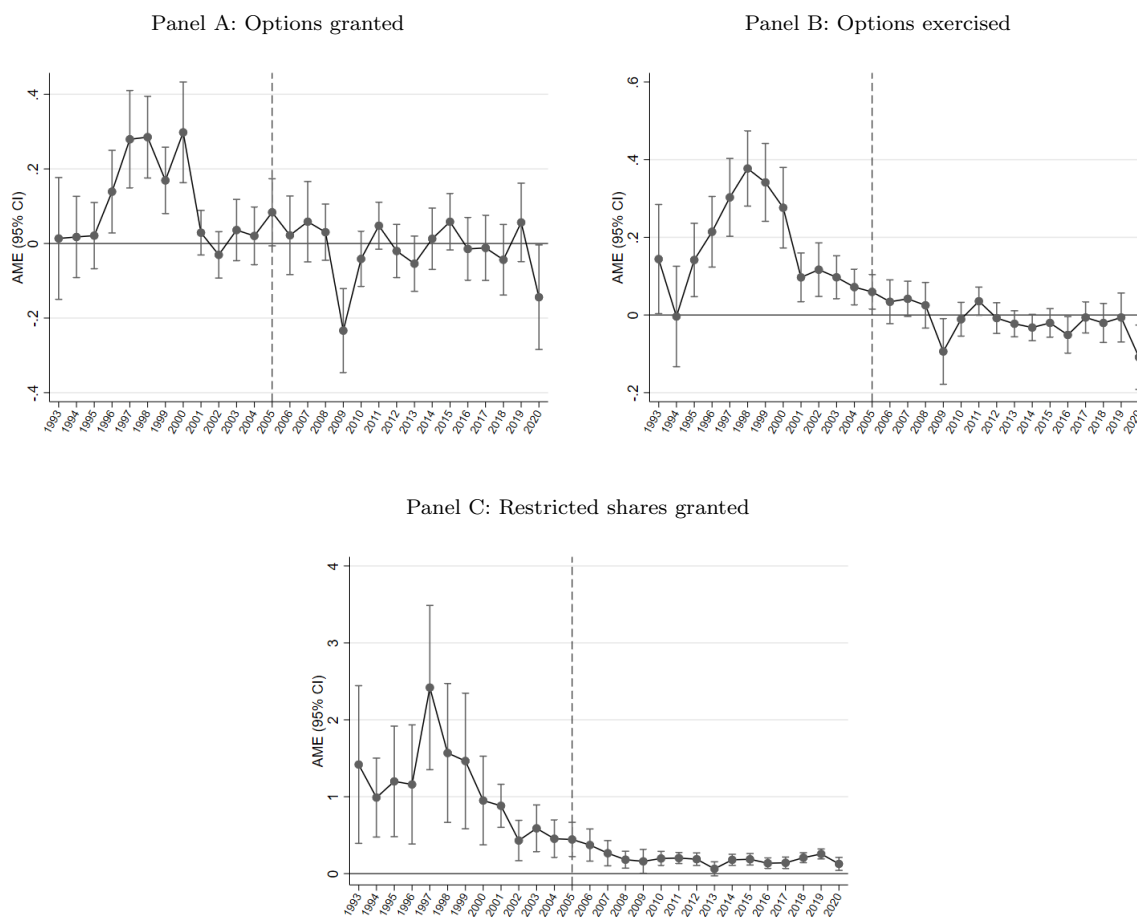 Panel A: Options granted
AME (95% CI)
.4
.2
0
-.2
-.4
1993 1994 1995 1996 1997 1998 1999 2000 2001 2002 2003 2004 2005 2006 2007 2008 2009 2010 2011 2012 2013 2014 2015 2016 2017 2018 2019 2020
Panel B: Options exercised
AME (95% CI)
.6
.4
.2
0
-.2
1993 1994 1995 1996 1997 1998 1999 2000 2001 2002 2003 2004 2005 2006 2007 2008 2009 2010 2011 2012 2013 2014 2015 2016 2017 2018 2019 2020
Panel C: Restricted shares granted
AME (95% CI)
4
3
2
1
0
1993 1994 1995 1996 1997 1998 1999 2000 2001 2002 2003 2004 2005 2006 2007 2008 2009 2010 2011 2012 2013 2014 2015 2016 2017 2018 2019 2020